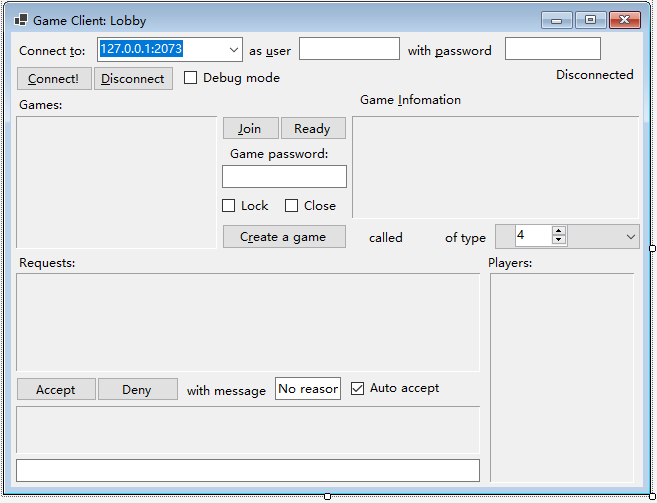 Game Client: Lobby
Connect to: 127.0.0.1:2073 as user with password
Connect! Disconnect Debug mode Disconnected
Games: Game Infomation
Join Ready
Game password:
Lock Close
Create a game called of type 4
Requests: Players:
Accept Deny with message No reasor Auto accept